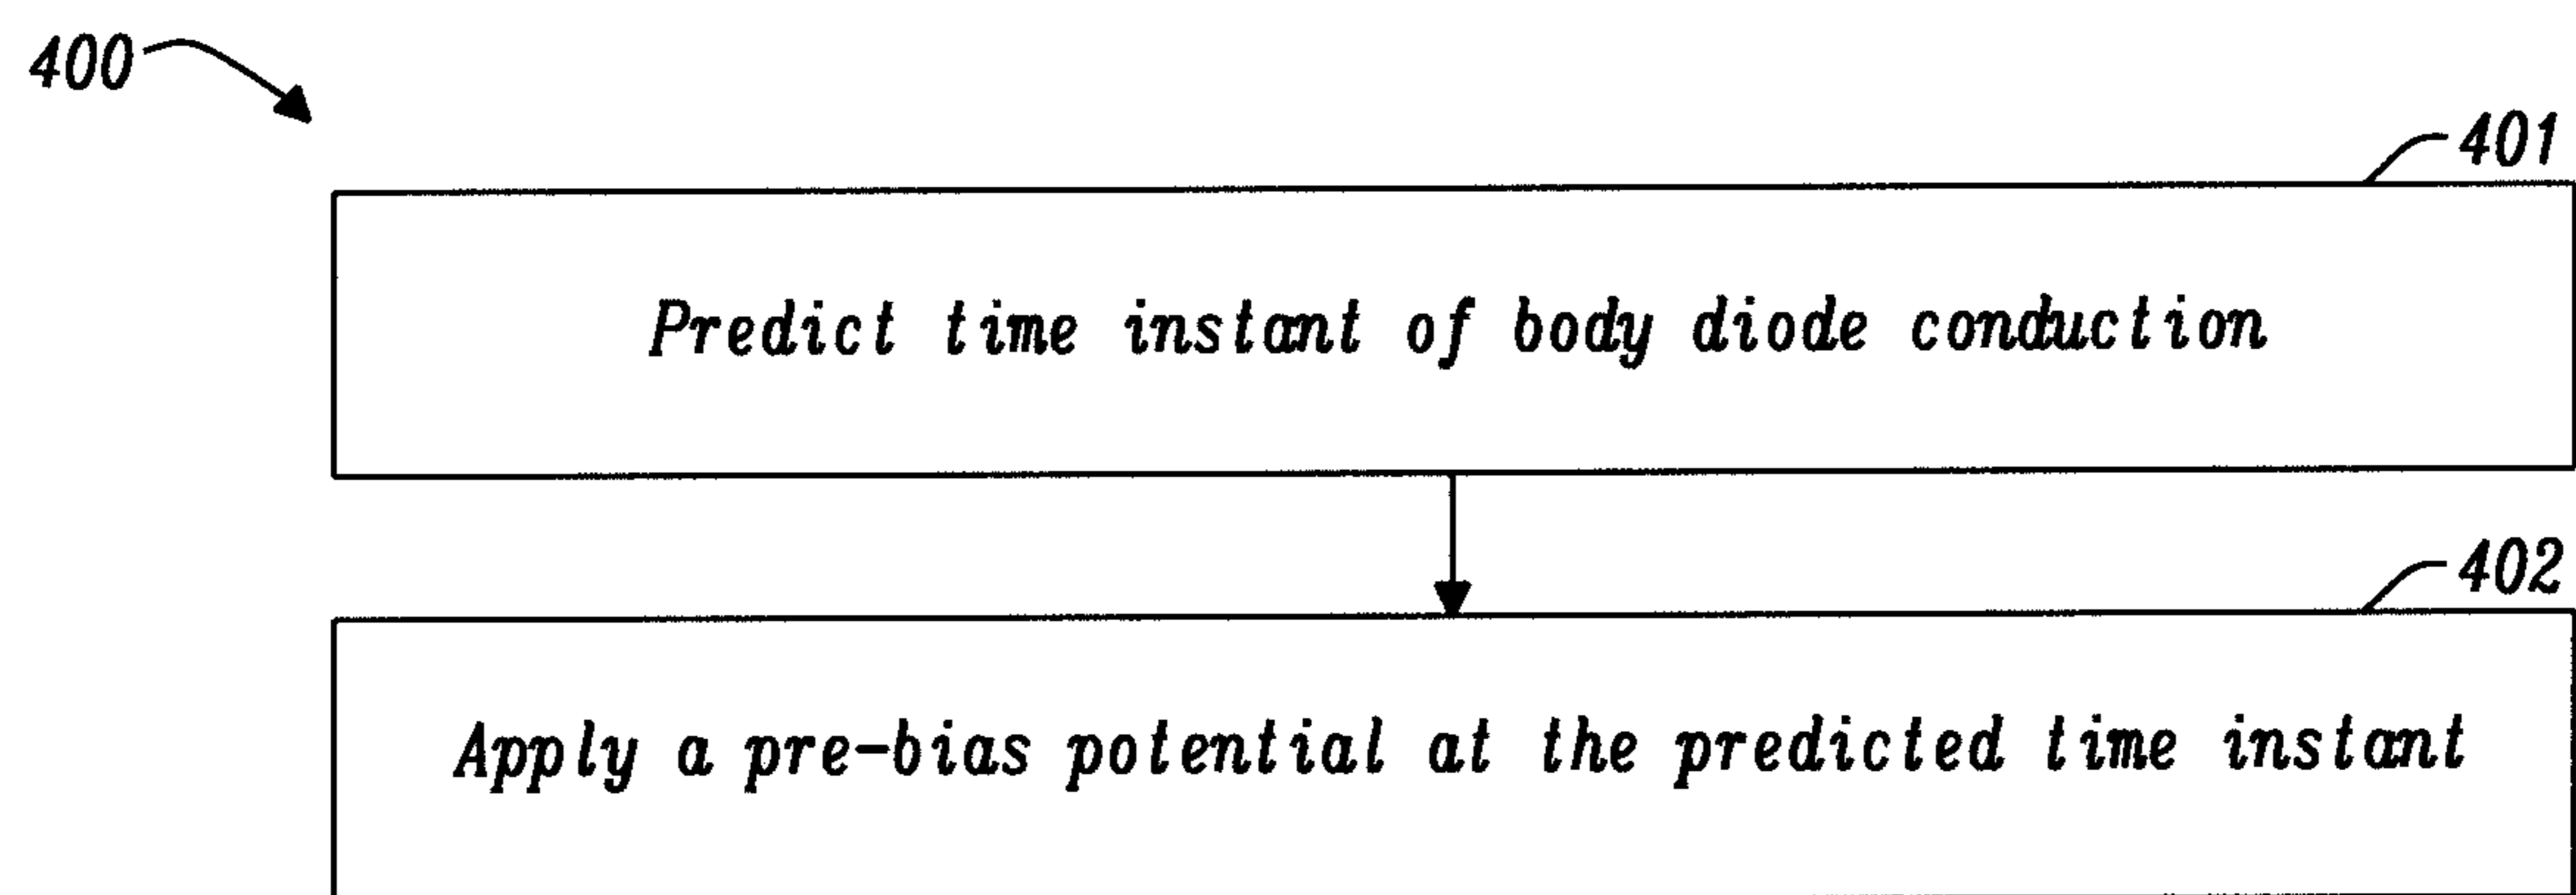 400
401
Predict time instant of body diode conduction
402
Apply a pre-bias potential at the predicted time instant